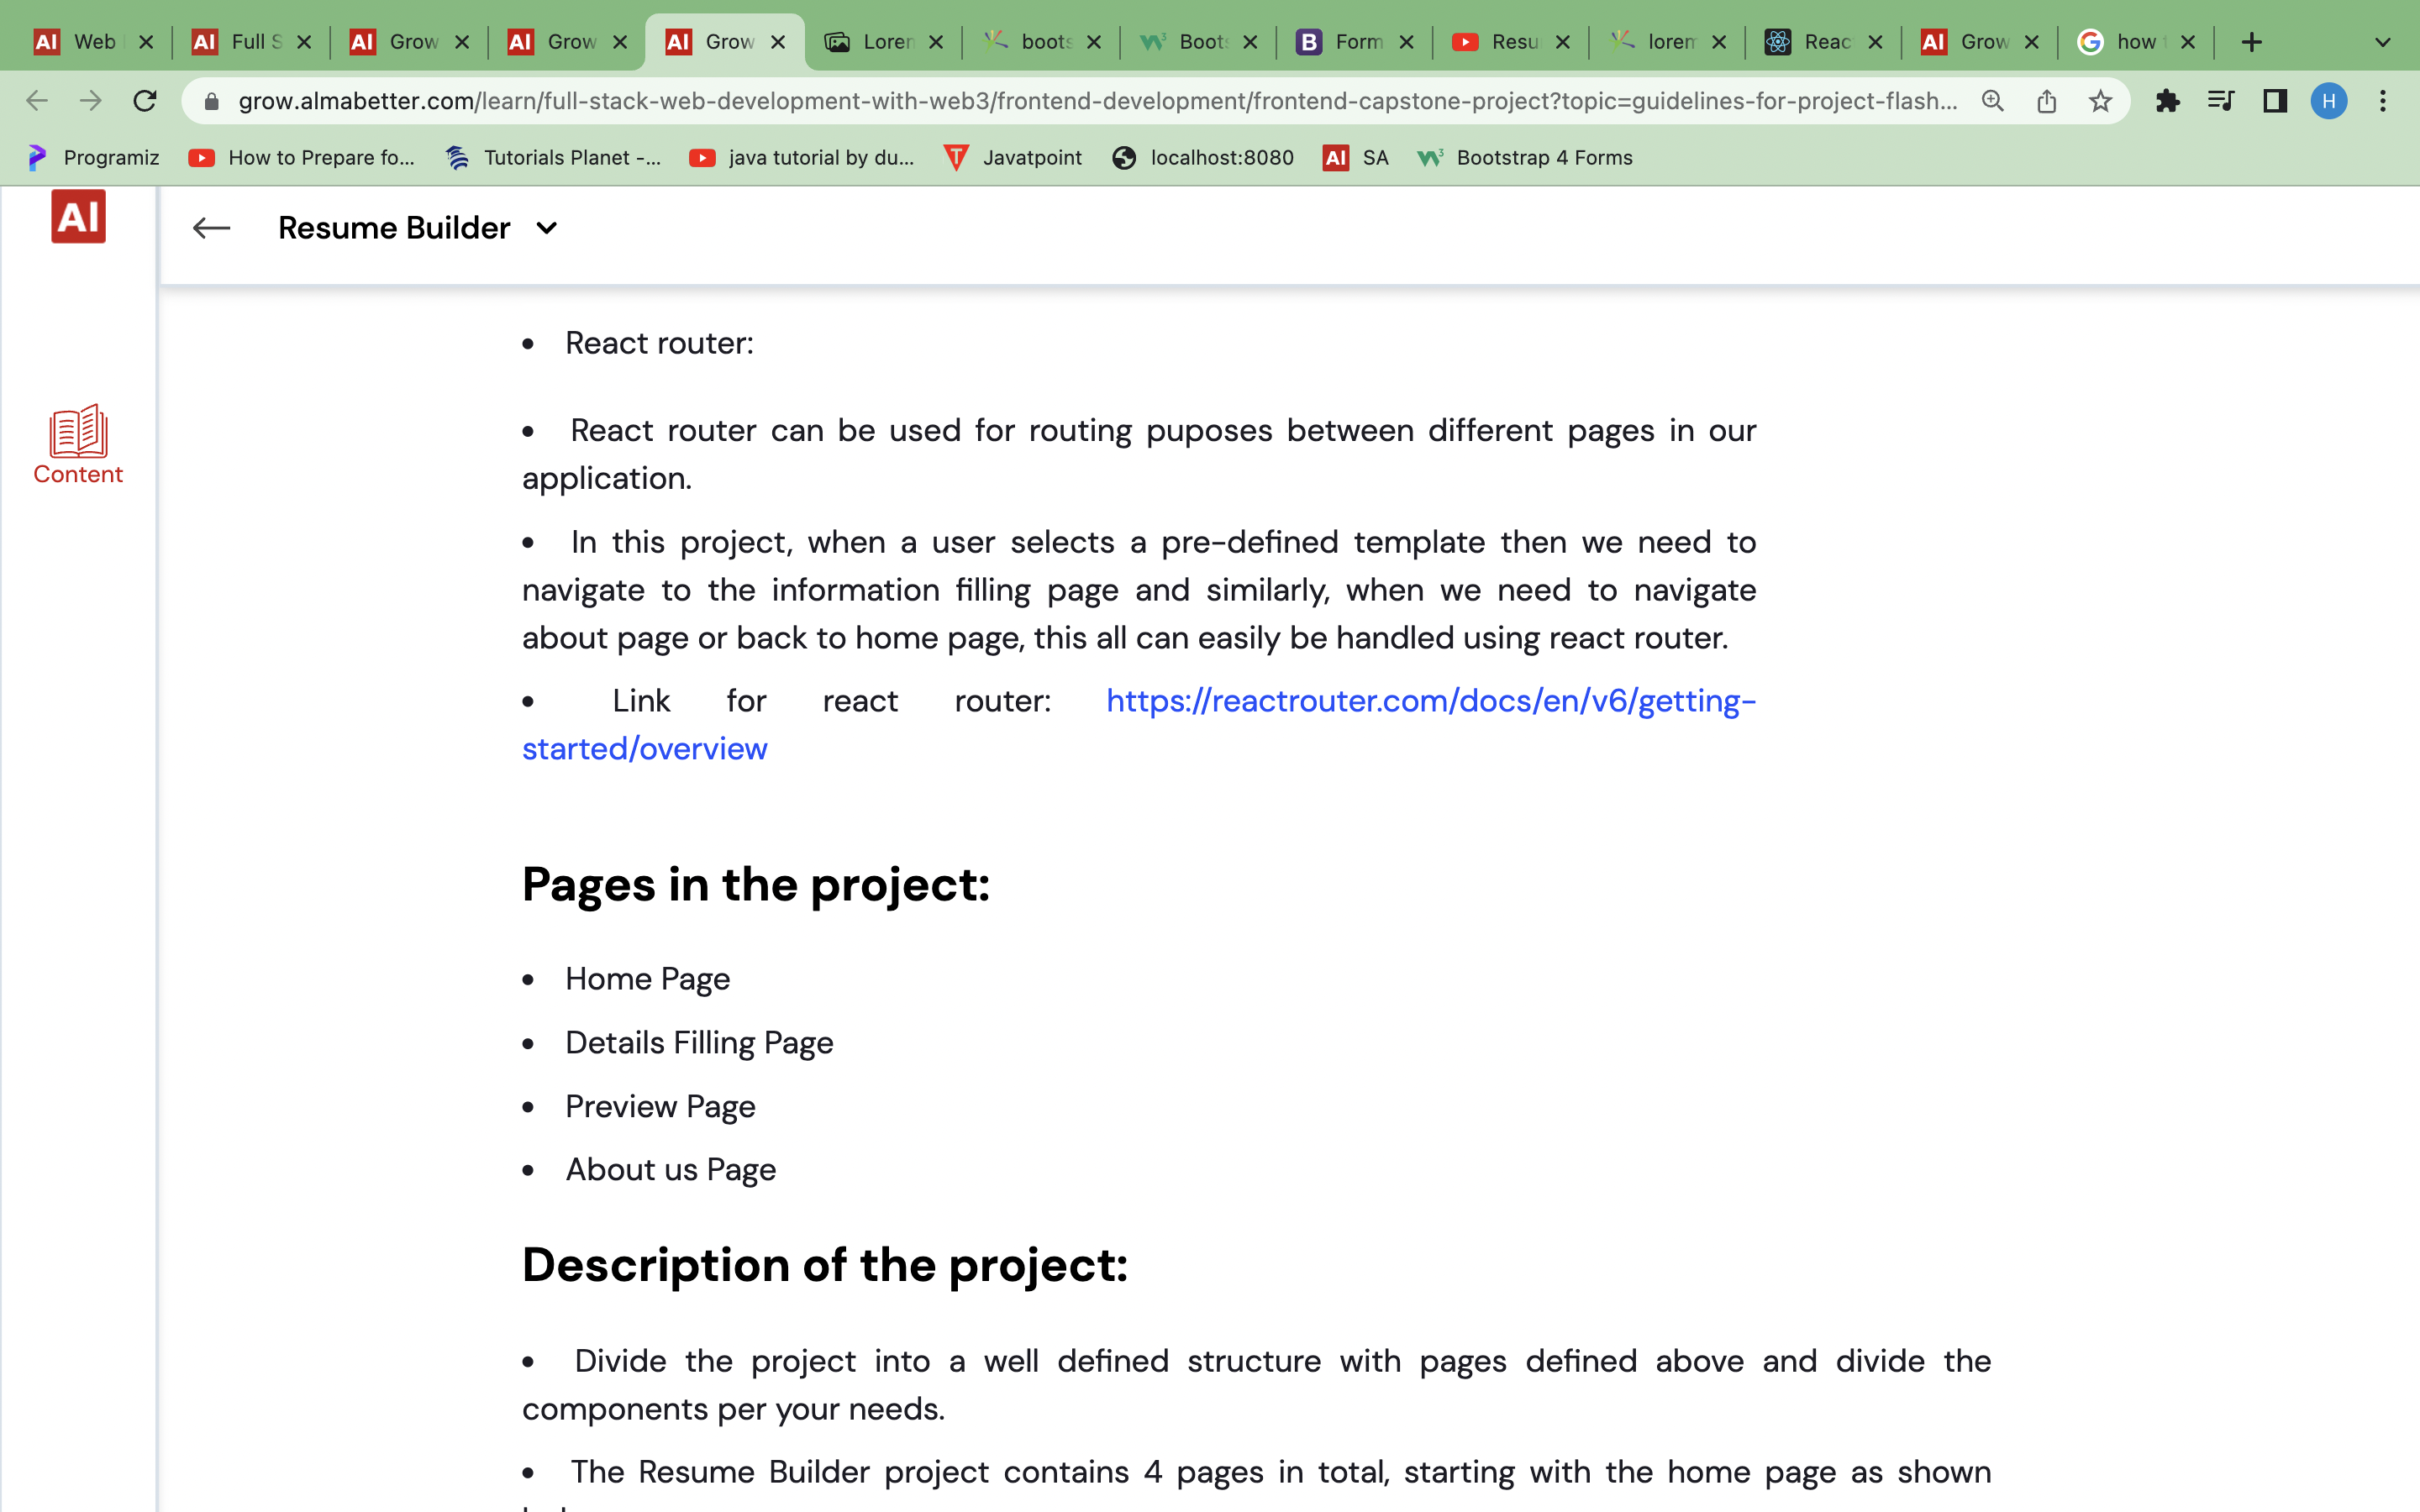 AI Web AI Full S AI Grow AI Grow AI Grow Loren boots Boots B Form Resu lorem Reac AI Grow how
grow.almabetter.com/learn/full-stack-web-development-with-web3/frontend-development/frontend-capstone-project?topic=guidelines-for-project-flash... H
Programiz How to Prepare fo... Tutorials Planet -... java tutorial by du... Javatpoint localhost:8080 AI SA Bootstrap 4 Forms
AI Resume Builder
Content
• React router:
• React router can be used for routing puposes between different pages in our
application.
• In this project, when a user selects a pre-defined template then we need to
navigate to the information filling page and similarly, when we need to navigate
about page or back to home page, this all can easily be handled using react router.
• Link for react router: https://reactrouter.com/docs/en/v6/getting-
started/overview
Pages in the project:
• Home Page
• Details Filling Page
• Preview Page
• About us Page
Description of the project:
• Divide the project into a well defined structure with pages defined above and divide the
components per your needs.
• The Resume Builder project contains 4 pages in total, starting with the home page as shown